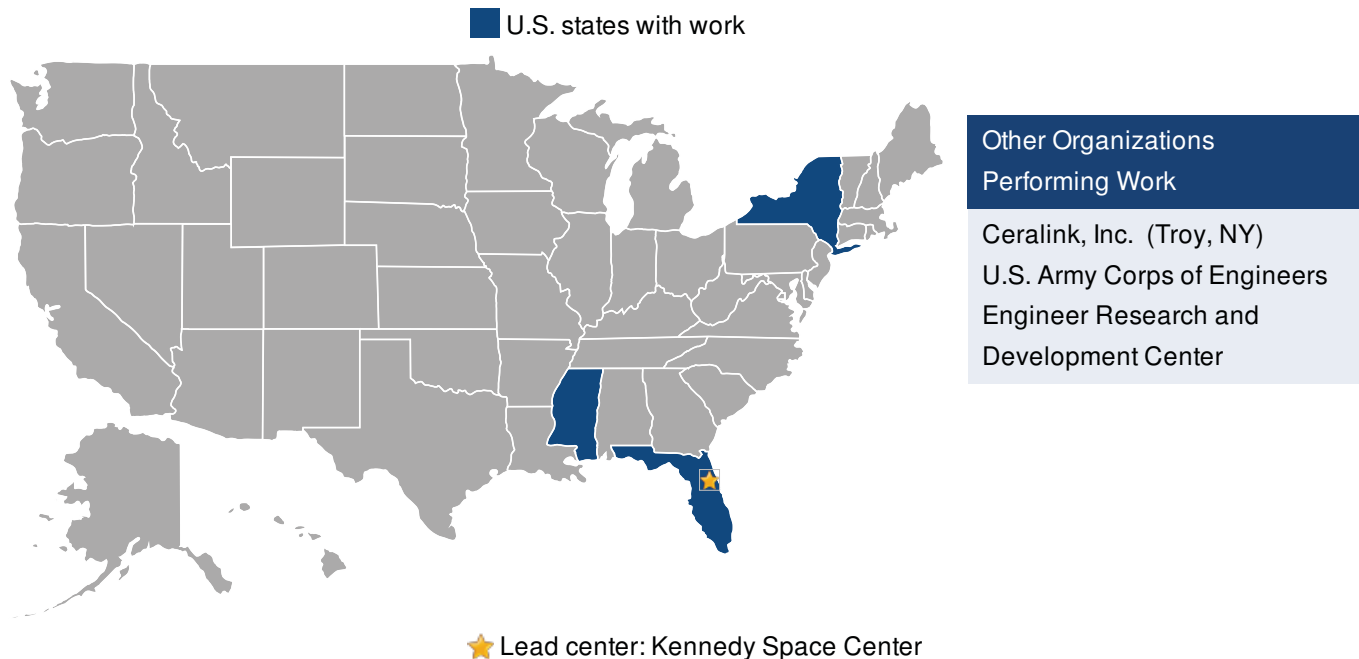 U.S. states with work
Other Organizations
Performing Work
Ceralink, Inc. (Troy, NY)
U.S. Army Corps of Engineers
Engineer Research and
Development Center
Lead center: Kennedy Space Center